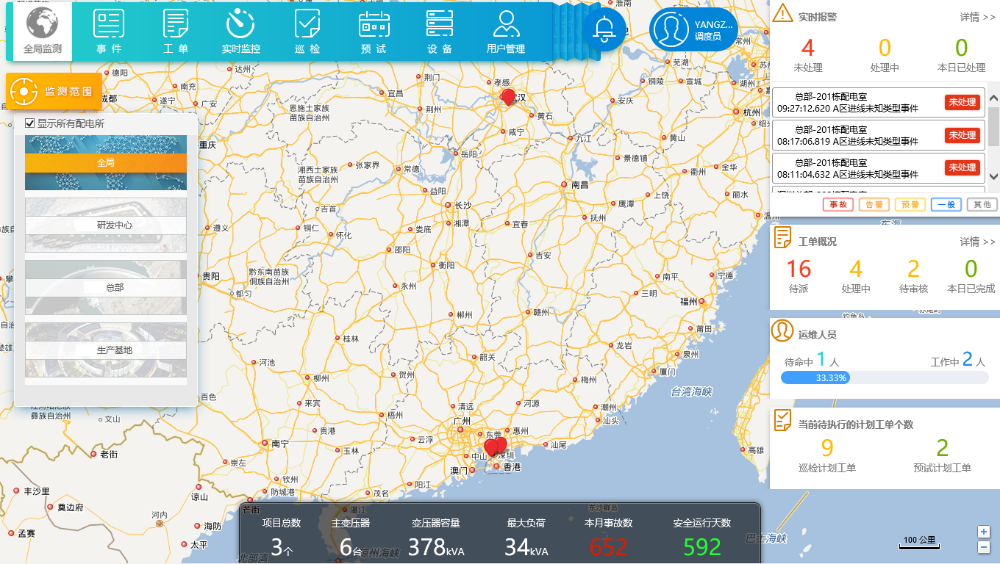 全局监测
事 件
工 单
实时监控
巡 检
预 试
设 备
用户管理
YANGZ...
调度员
监测范围
显示所有配电所
全局
研发中心
总部
生产基地
实时报警
详情 >>
4
0
0
未处理
处理中
本日已处理
总部-201栋配电室
09:27:12.620 A区进线未知类型事件
未处理
总部-201栋配电室
08:17:06.819 A区进线未知类型事件
未处理
总部-201栋配电室
08:11:04.632 A区进线未知类型事件
未处理
事故
告警
预警
一般
其他
工单概况
详情 >>
16
4
2
0
待派
处理中
待审核
本日已完成
运维人员
待命中 1 人
工作中 2 人
33.33%
当前待执行的计划工单个数
9
2
巡检计划工单
预试计划工单
项目总数
主变压器
变压器容量
最大负荷
本月事故数
安全运行天数
3个
6台
378kVA
34kVA
652
592
淮南
常州
芜湖
德阳
达州
荆门
孝感
铜陵
宣城
湖州
成都
南充
遂宁
广安
宜昌
武汉
安庆
恩施土家族
苗族自治州
荆州
黄石
杭州
咸宁
黄山
重庆
九江
岳阳
景德镇
张家界
常德
湘西土家族
苗族自治州
衢州
金华
南昌
益阳
上饶
丽水
吉首
长沙
鹰潭
抚州
温州
遵义
铜仁
怀化
娄底
湘潭
宜春
东海
邵阳
吉安
衡阳
贵阳
黔东南苗族
侗族自治州
南平
宁德
都匀
永州
三明
福州
郴州
赣州
钓鱼岛
莆田
桂林
龙岩
泉州
河池
韶关
厦门
柳州
贺州
梅州
台湾海峡
百色
来宾
清远
河源
潮州
彝族自治州
文山
梧州
广州
汕头
贵港
惠州
东莞
云浮
汕尾
南宁
玉林
中山
深圳
高雄
老街
崇左
澳门
香港
钦州
阳江
丰沙里
防城港
茂名
谅山
奠边府
芒街
湛江
东沙群岛
河内
海防
孟赛
太平
北部湾
琼州海峡
巴士海峡
100 公里